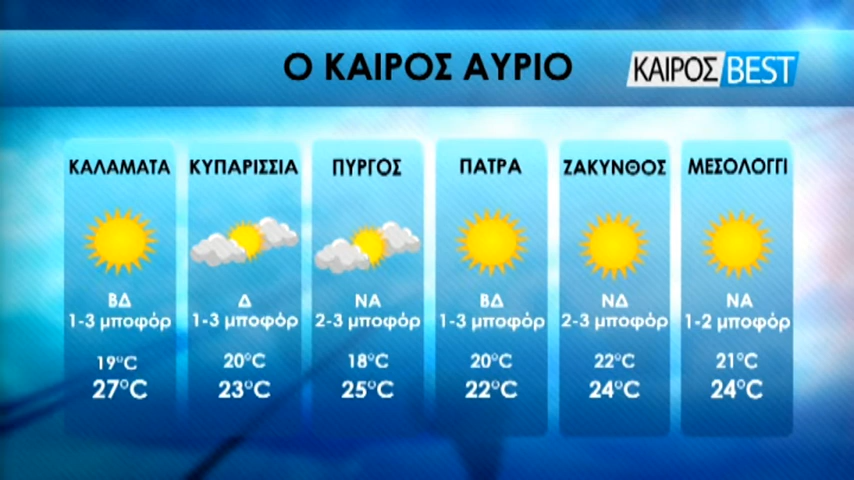 Ο ΚΑΙΡΟΣ ΑΥΡΙΟ
ΚΑΙΡΟΣ BEST
ΚΑΛΑΜΑΤΑ
ΒΔ
1-3 μποφόρ
19°C
27°C
ΚΥΠΑΡΙΣΣΙΑ
Δ
1-3 μποφόρ
20°C
23°C
ΠΥΡΓΟΣ
ΝΑ
2-3 μποφόρ
18°C
25°C
ΠΑΤΡΑ
ΒΔ
1-3 μποφόρ
20°C
22°C
ΖΑΚΥΝΘΟΣ
ΝΔ
2-3 μποφόρ
22°C
24°C
ΜΕΣΟΛΟΓΓΙ
ΝΑ
1-2 μποφόρ
21°C
24°C